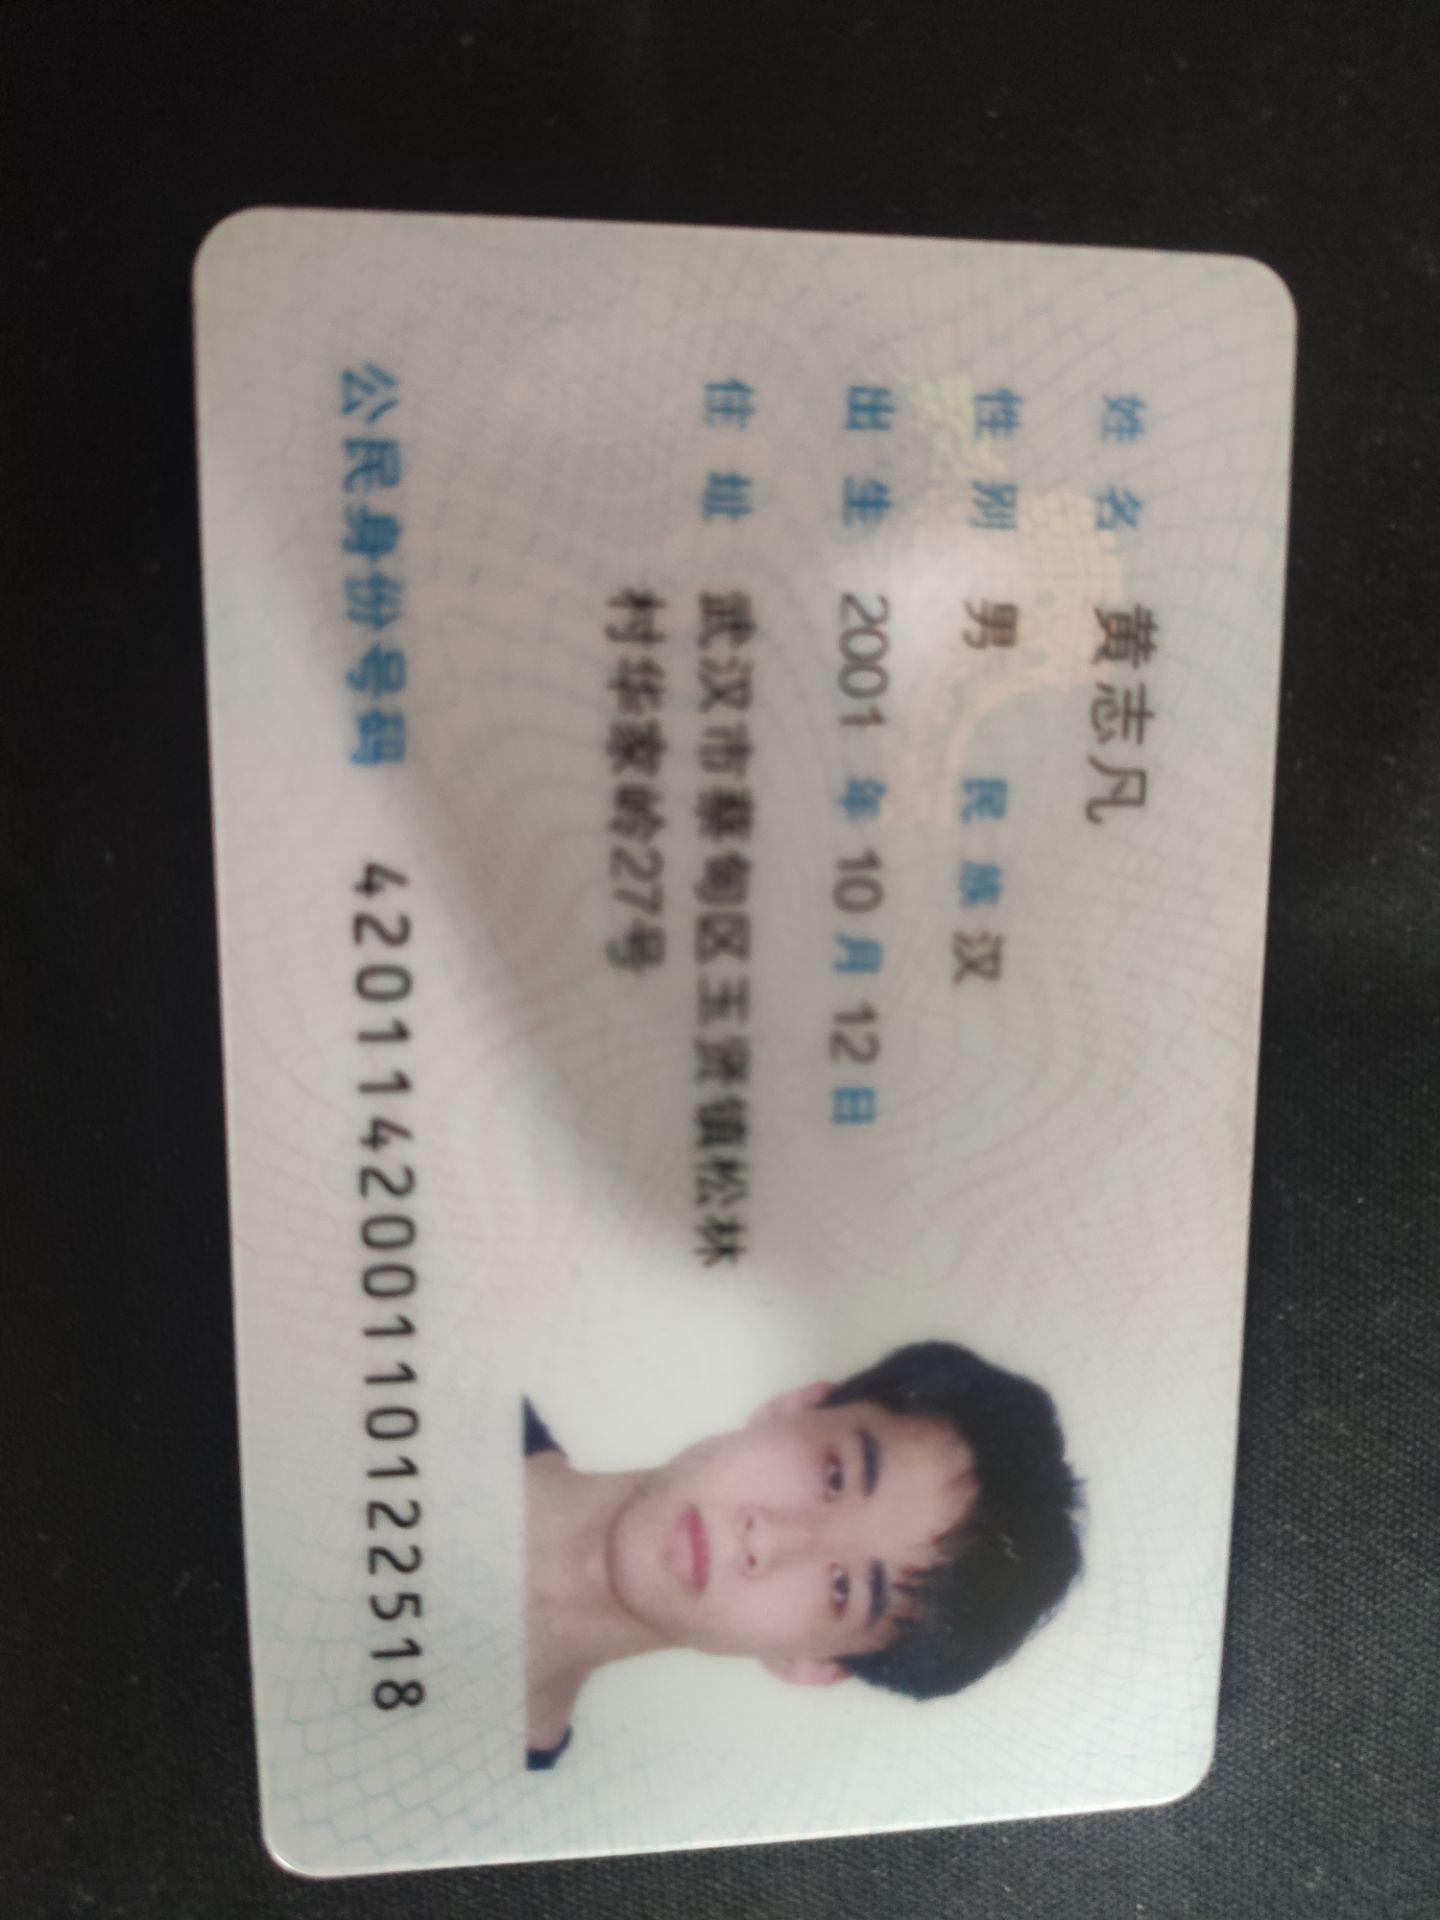 姓名 黄志凡
性别 男 民族 汉
出生 2001 年 10 月 12 日
住址 武汉市蔡甸区玉贤镇松林
村华家岭27号
公民身份号码 420114200110122518